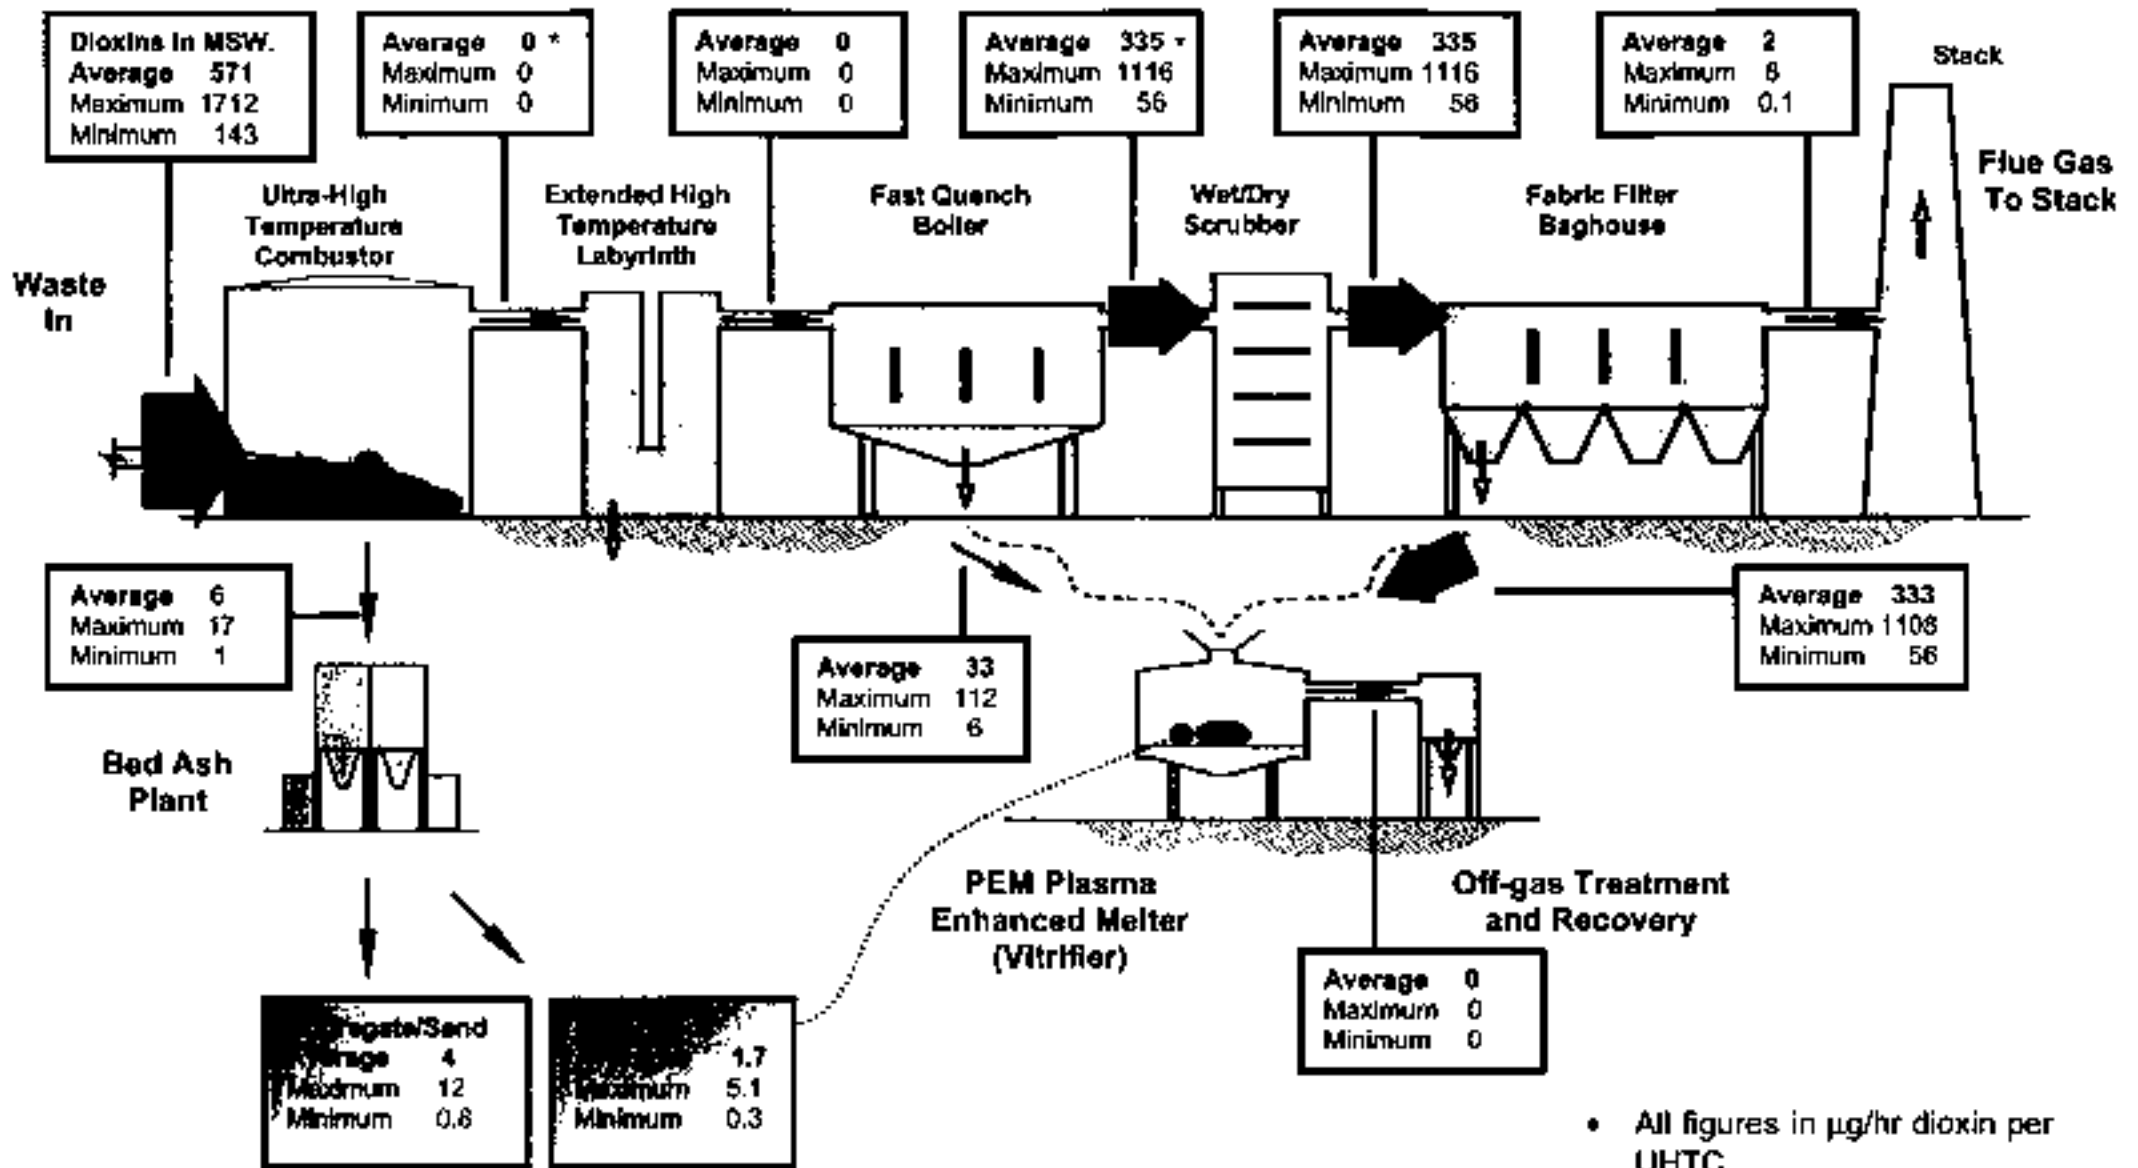 Dioxins in MSW.
Average 571
Maximum 1712
Minimum 143
Average 0 *
Maximum 0
Minimum 0
Average 0
Maximum 0
Minimum 0
Average 335
Maximum 1116
Minimum 56
Average 335
Maximum 1116
Minimum 56
Average 2
Maximum 8
Minimum 0.1
Stack
Flue Gas
To Stack
Ultra-High
Temperature
Combustor
Extended High
Temperature
Labyrinth
Fast Quench
Boiler
Wet/Dry
Scrubber
Fabric Filter
Baghouse
Waste
In
Average 6
Maximum 17
Minimum 1
Average 33
Maximum 112
Minimum 6
Average 333
Maximum 1108
Minimum 56
Bed Ash
Plant
PEM Plasma
Enhanced Melter
(Vitrifier)
Off-gas Treatment
and Recovery
Average 0
Maximum 0
Minimum 0
/Sand
4
Maximum 12
Minimum
1.7
Maximum 5.1
Minimum 0.3
• All figures in µg/hr dioxin per
UHTC